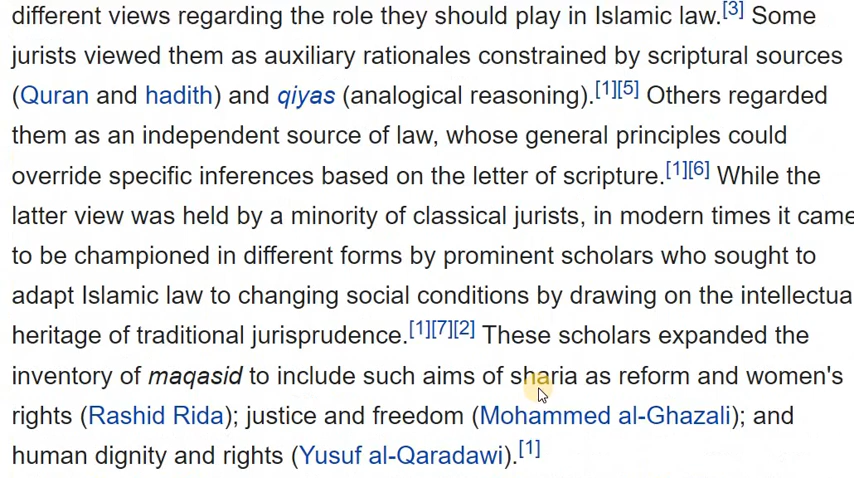 different views regarding the role they should play in Islamic law.[3] Some
jurists viewed them as auxiliary rationales constrained by scriptural sources
(Quran and hadith) and qiyas (analogical reasoning).[1][5] Others regarded
them as an independent source of law, whose general principles could
override specific inferences based on the letter of scripture.[1][6] While the
latter view was held by a minority of classical jurists, in modern times it came
to be championed in different forms by prominent scholars who sought to
adapt Islamic law to changing social conditions by drawing on the intellectua
heritage of traditional jurisprudence.[1][7][2] These scholars expanded the
inventory of maqasid to include such aims of sharia as reform and women's
rights (Rashid Rida); justice and freedom (Mohammed al-Ghazali); and
human dignity and rights (Yusuf al-Qaradawi).[1]